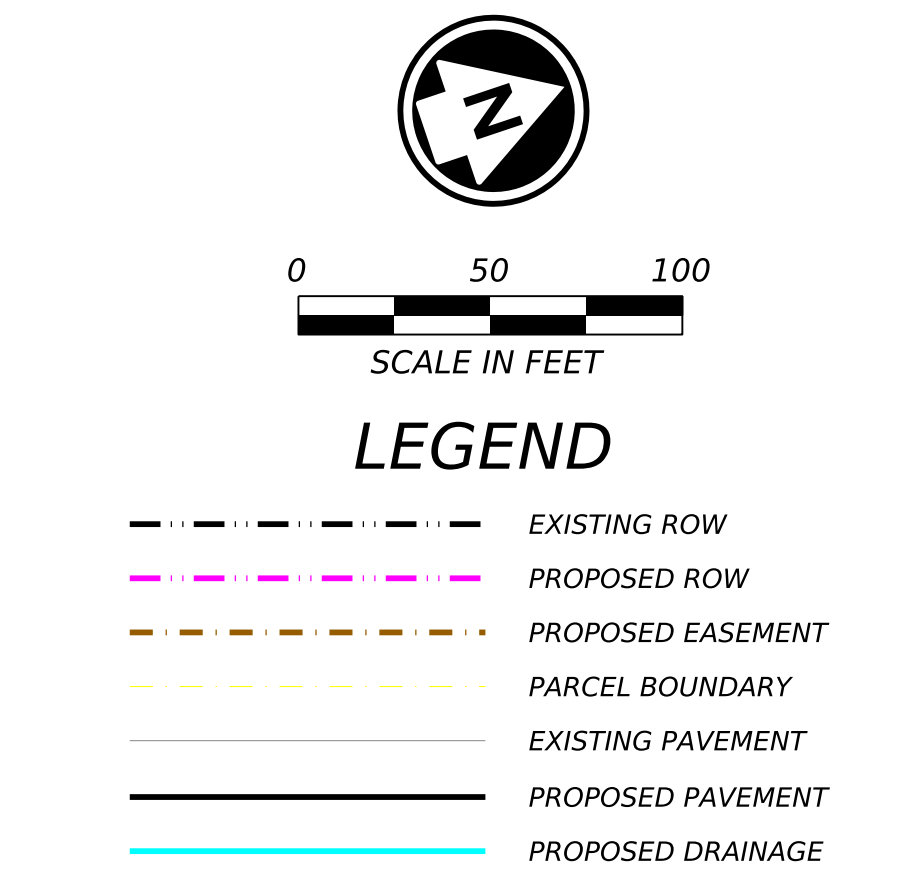 N
0 50 100
SCALE IN FEET
LEGEND
EXISTING ROW
PROPOSED ROW
PROPOSED EASEMENT
PARCEL BOUNDARY
EXISTING PAVEMENT
PROPOSED PAVEMENT
PROPOSED DRAINAGE